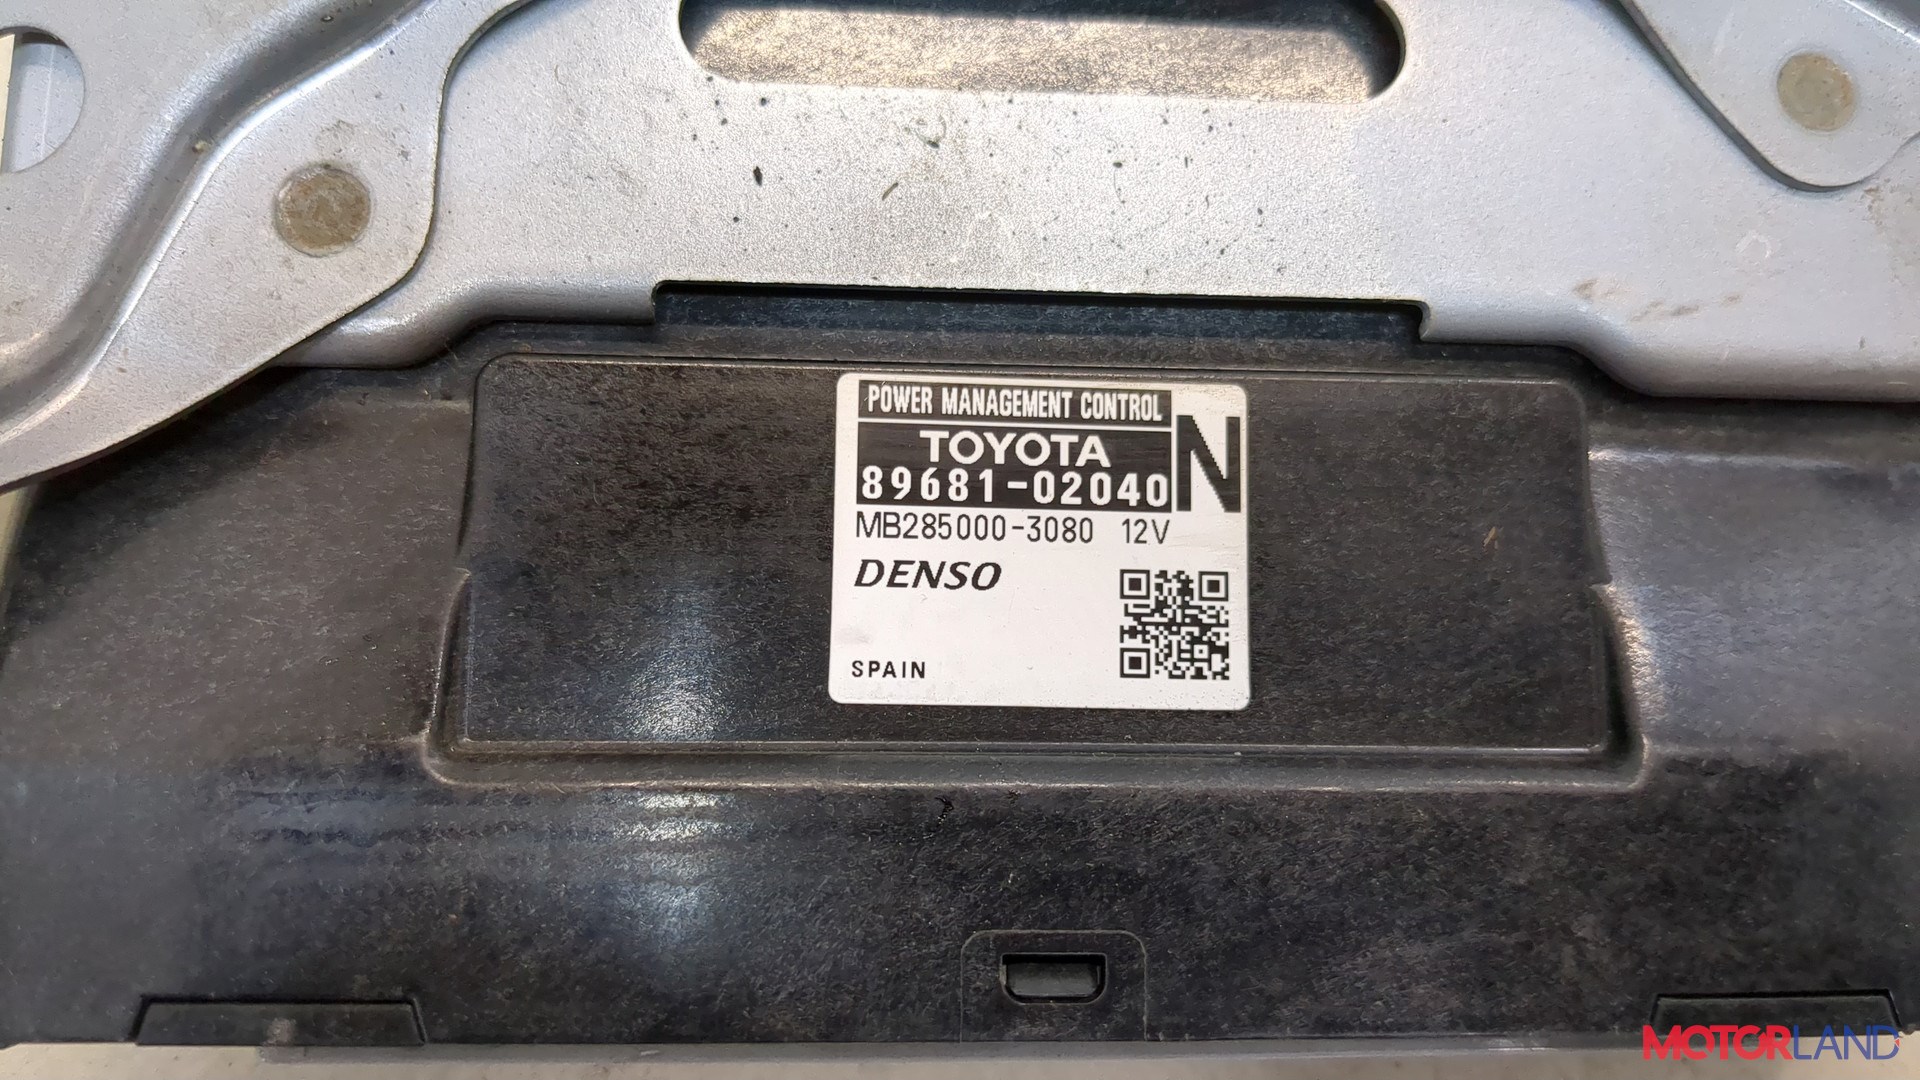 POWER MANAGEMENT CONTROL
TOYOTA
N
89681-02040
MB285000-3080 12V
DENSO
SPAIN
MOTORLAND